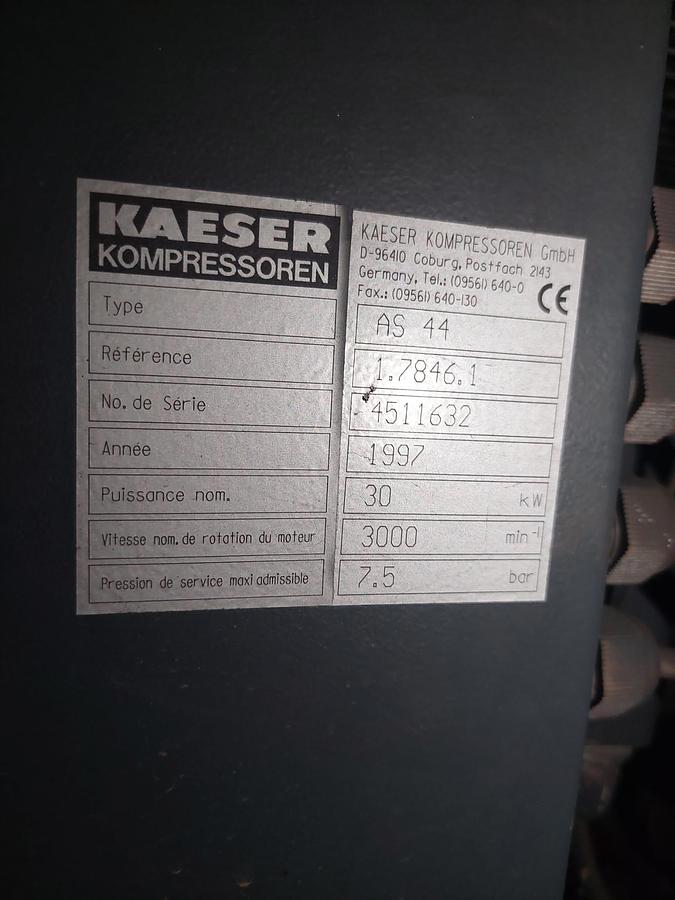 KAESER
KOMPRESSOREN
KAESER KOMPRESSOREN GmbH
D-96410 Coburg, Postfach 2143
Germany, Tel.: (09561) 640-0
Fax.: (09561) 640-130
CE
Type AS 44
Référence 1.7846.1
No. de Série 4511632
Année 1997
Puissance nom. 30 kW
Vitesse nom. de rotation du moteur 3000 min⁻¹
Pression de service maxi admissible 7.5 bar